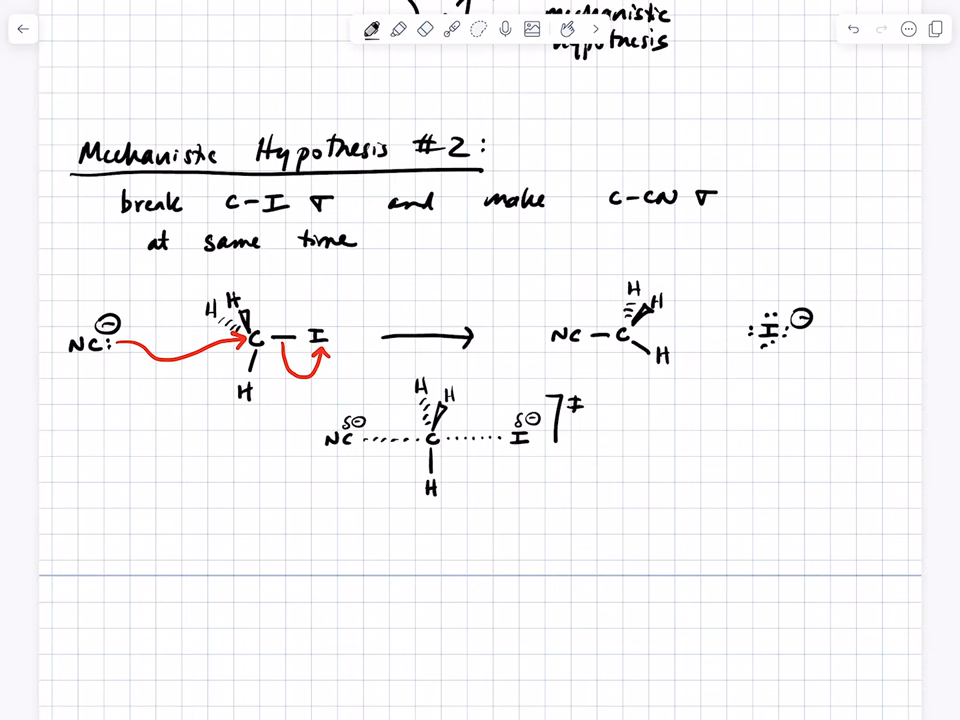 mechanistic
hypothesis
Mechanistic Hypothesis #2:
break C-I σ and make C-CN σ
at same time
H H H H
NC: ⊖ C - I NC - C :I: ⊖
H H
H H
NC δ⊖ C I δ⊖ ‡
H